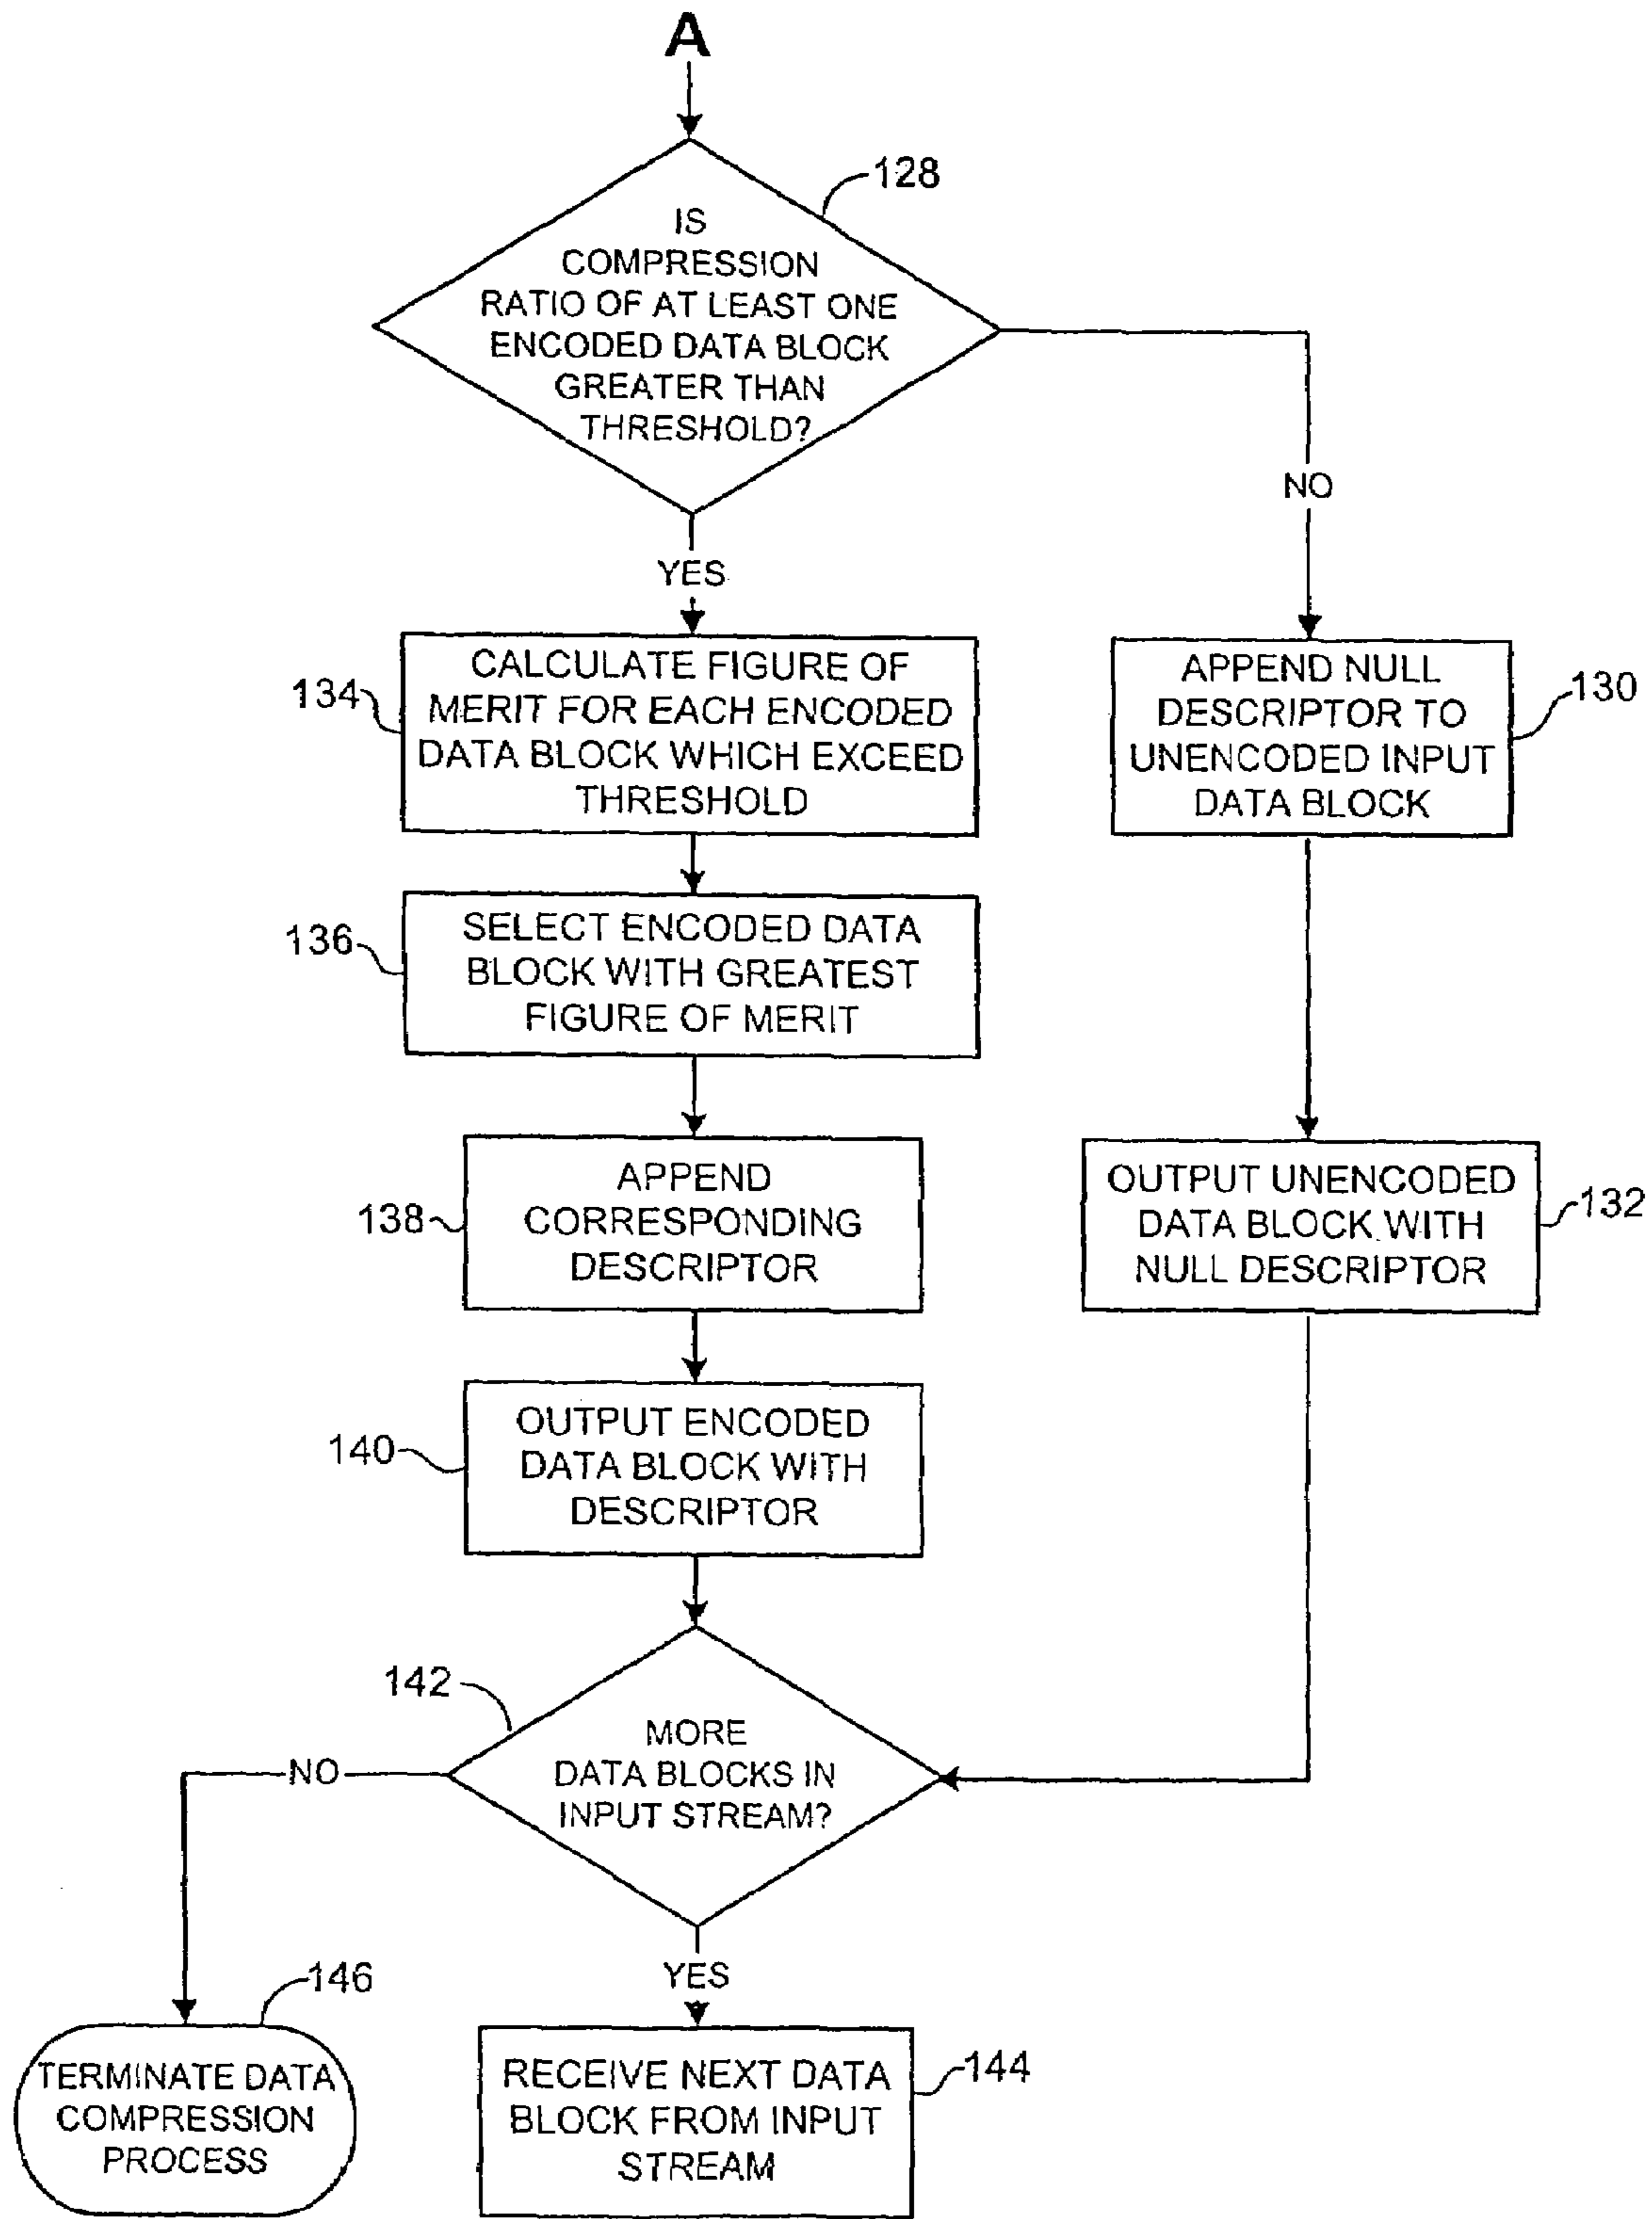 A
128
IS
COMPRESSION
RATIO OF AT LEAST ONE
ENCODED DATA BLOCK
GREATER THAN
THRESHOLD?
NO
YES
134
CALCULATE FIGURE OF
MERIT FOR EACH ENCODED
DATA BLOCK WHICH EXCEED
THRESHOLD
APPEND NULL
DESCRIPTOR TO
UNENCODED INPUT
DATA BLOCK
130
136
SELECT ENCODED DATA
BLOCK WITH GREATEST
FIGURE OF MERIT
138
APPEND
CORRESPONDING
DESCRIPTOR
OUTPUT UNENCODED
DATA BLOCK WITH
NULL DESCRIPTOR
132
140
OUTPUT ENCODED
DATA BLOCK WITH
DESCRIPTOR
142
MORE
DATA BLOCKS IN
INPUT STREAM?
NO
YES
146
TERMINATE DATA
COMPRESSION
PROCESS
RECEIVE NEXT DATA
BLOCK FROM INPUT
STREAM
144